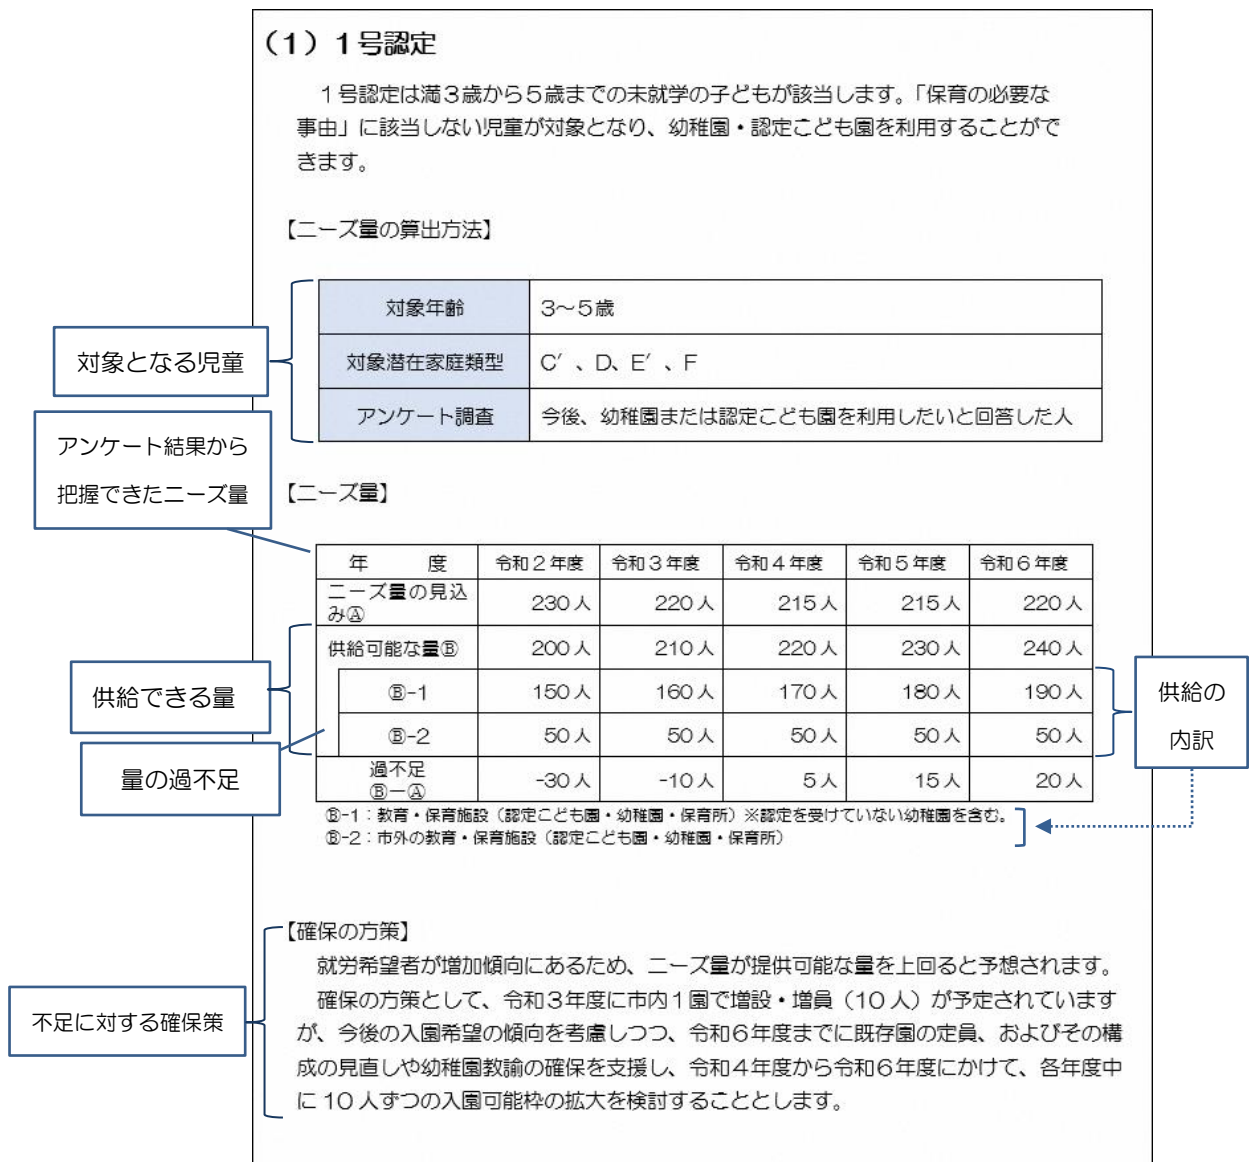 （1）１号認定
１号認定は満３歳から５歳までの未就学の子どもが該当します。「保育の必要な
事由」に該当しない児童が対象となり、幼稚園・認定こども園を利用することがで
きます。
【ニーズ量の算出方法】
対象となる児童
対象年齢 3～5歳
対象潜在家庭類型 C′、D、E′、F
アンケート調査 今後、幼稚園または認定こども園を利用したいと回答した人
アンケート結果から
把握できたニーズ量
【ニーズ量】
年　　度 令和２年度 令和３年度 令和４年度 令和５年度 令和６年度
ニーズ量の見込
みⒶ 230人 220人 215人 215人 220人
供給可能な量Ⓑ 200人 210人 220人 230人 240人
Ⓑ-1 150人 160人 170人 180人 190人
Ⓑ-2 50人 50人 50人 50人 50人
過不足
Ⓑ－Ⓐ -30人 -10人 5人 15人 20人
供給できる量
量の過不足
供給の
内訳
Ⓑ-1：教育・保育施設（認定こども園・幼稚園・保育所）※認定を受けていない幼稚園を含む。
Ⓑ-2：市外の教育・保育施設（認定こども園・幼稚園・保育所）
【確保の方策】
不足に対する確保策
就労希望者が増加傾向にあるため、ニーズ量が提供可能な量を上回ると予想されます。
確保の方策として、令和３年度に市内１園で増設・増員（10人）が予定されています
が、今後の入園希望の傾向を考慮しつつ、令和６年度までに既存園の定員、およびその構
成の見直しや幼稚園教諭の確保を支援し、令和４年度から令和６年度にかけて、各年度中
に10人ずつの入園可能枠の拡大を検討することとします。